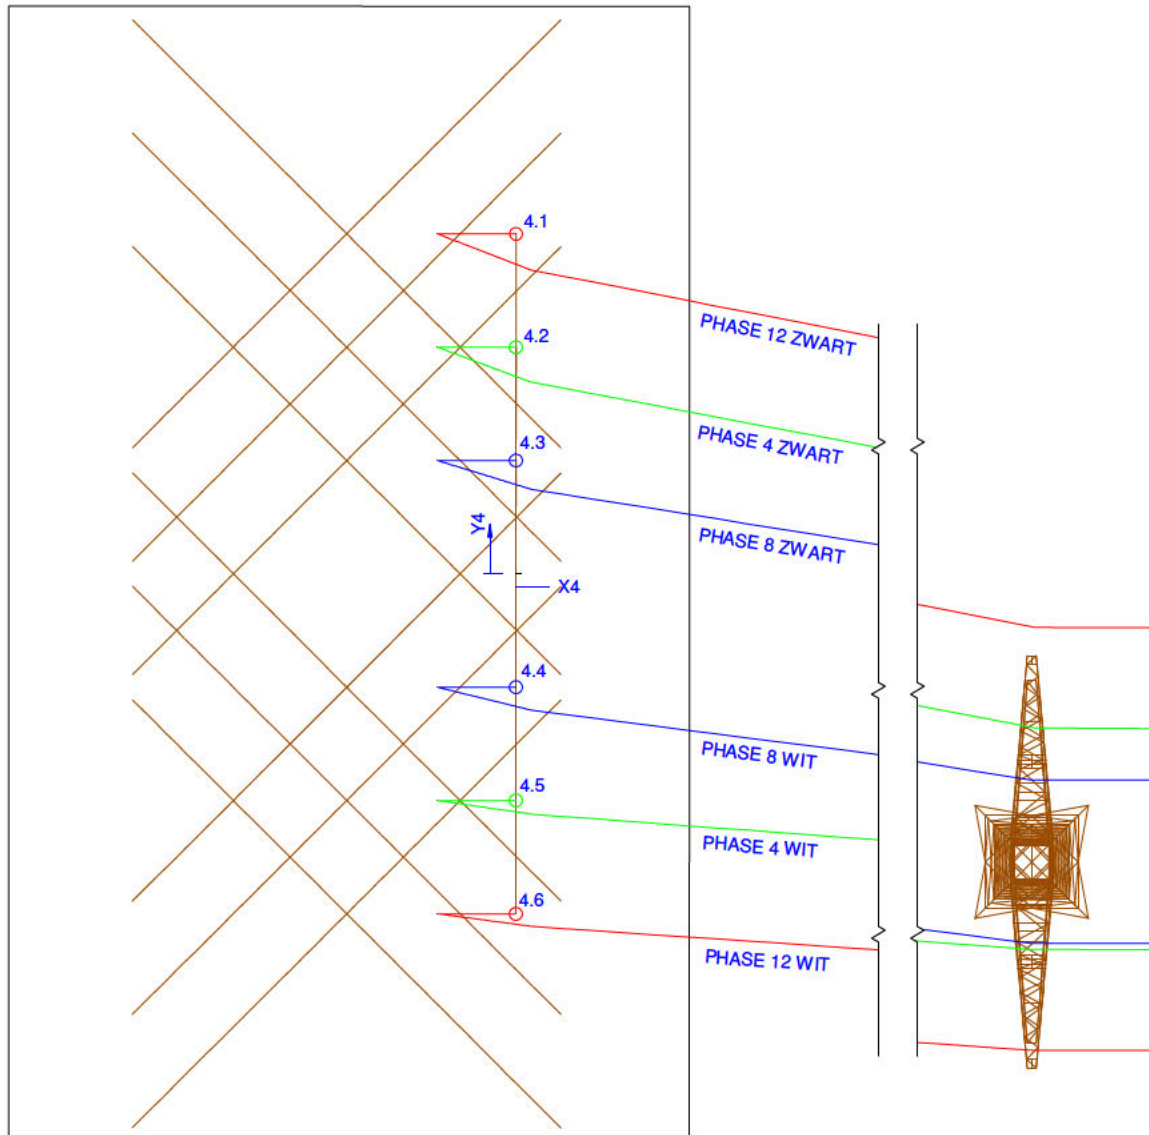 4.1
PHASE 12 ZWART
4.2
PHASE 4 ZWART
4.3
PHASE 8 ZWART
Y4
X4
4.4
PHASE 8 WIT
4.5
PHASE 4 WIT
4.6
PHASE 12 WIT